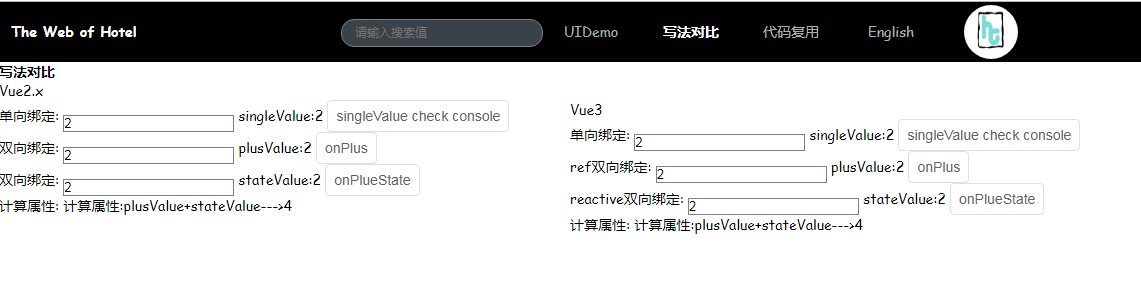 The Web of Hotel 请输入搜索值 UIDemo 写法对比 代码复用 English ht
写法对比
Vue2.x
单向绑定: 2 singleValue:2 singleValue check console
双向绑定: 2 plusValue:2 onPlus
双向绑定: 2 stateValue:2 onPlueState
计算属性: 计算属性:plusValue+stateValue--->4
Vue3
单向绑定: 2 singleValue:2 singleValue check console
ref双向绑定: 2 plusValue:2 onPlus
reactive双向绑定: 2 stateValue:2 onPlueState
计算属性: 计算属性:plusValue+stateValue--->4